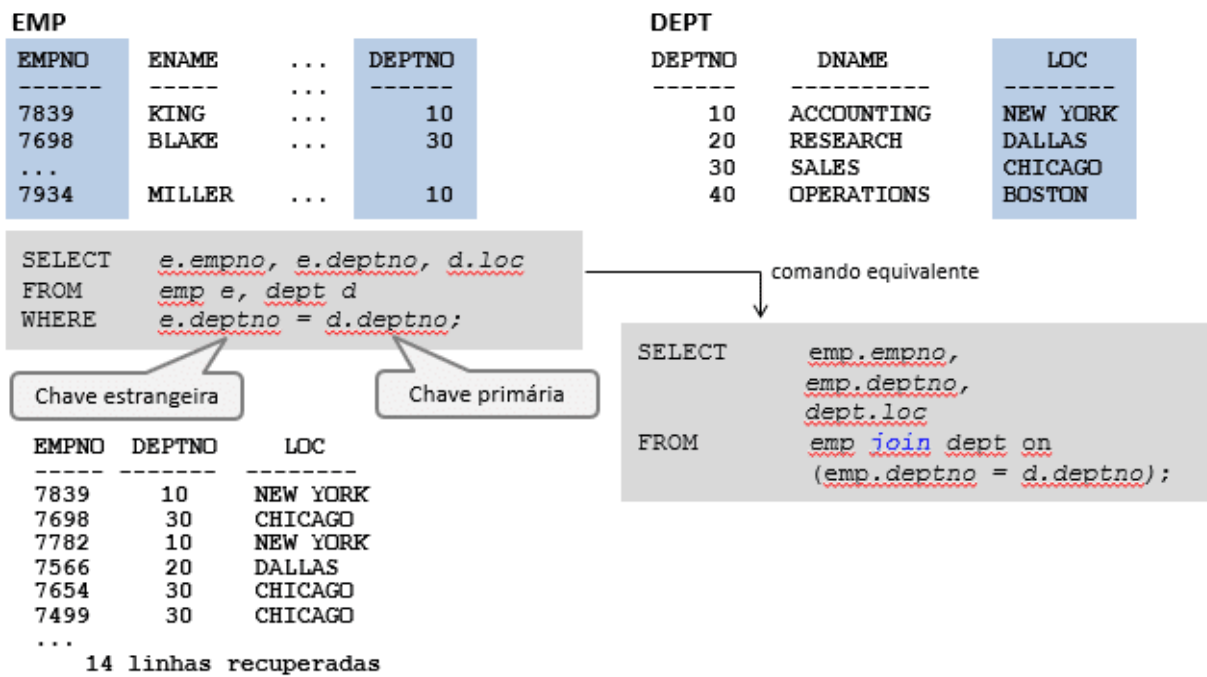 EMP
EMPNO ENAME ... DEPTNO
------ ----- ... ------
7839 KING ... 10
7698 BLAKE ... 30
...
7934 MILLER ... 10
DEPT
DEPTNO DNAME LOC
------ ---------- --------
10 ACCOUNTING NEW YORK
20 RESEARCH DALLAS
30 SALES CHICAGO
40 OPERATIONS BOSTON
SELECT e.empno, e.deptno, d.loc
FROM emp e, dept d
WHERE e.deptno = d.deptno;
Chave estrangeira
Chave primária
comando equivalente
SELECT emp.empno,
emp.deptno,
dept.loc
FROM emp join dept on
(emp.deptno = d.deptno);
EMPNO DEPTNO LOC
----- ------- ---------
7839 10 NEW YORK
7698 30 CHICAGO
7782 10 NEW YORK
7566 20 DALLAS
7654 30 CHICAGO
7499 30 CHICAGO
...
14 linhas recuperadas